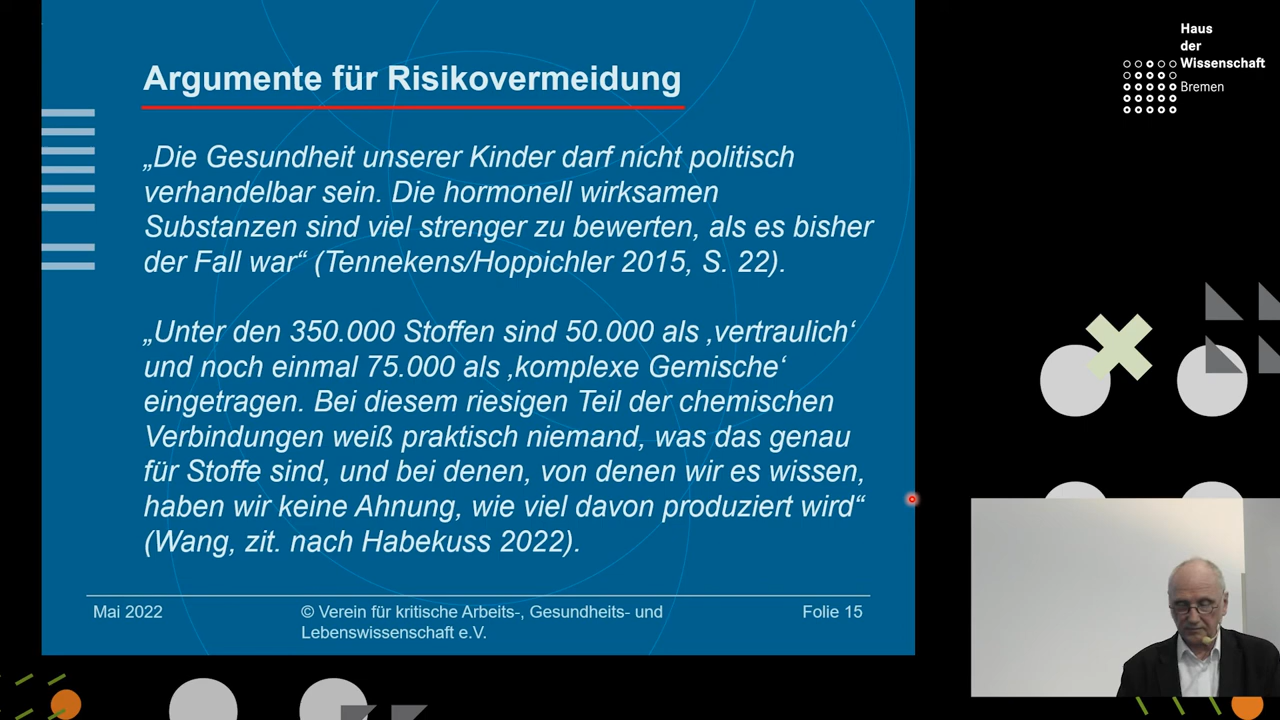 Argumente für Risikovermeidung
„Die Gesundheit unserer Kinder darf nicht politisch
verhandelbar sein. Die hormonell wirksamen
Substanzen sind viel strenger zu bewerten, als es bisher
der Fall war“ (Tennekens/Hoppichler 2015, S. 22).
„Unter den 350.000 Stoffen sind 50.000 als ‚vertraulich‘
und noch einmal 75.000 als ‚komplexe Gemische‘
eingetragen. Bei diesem riesigen Teil der chemischen
Verbindungen weiß praktisch niemand, was das genau
für Stoffe sind, und bei denen, von denen wir es wissen,
haben wir keine Ahnung, wie viel davon produziert wird“
(Wang, zit. nach Habekuss 2022).
Mai 2022
© Verein für kritische Arbeits-, Gesundheits- und
Lebenswissenschaft e.V.
Folie 15
Haus
der
Wissenschaft
Bremen